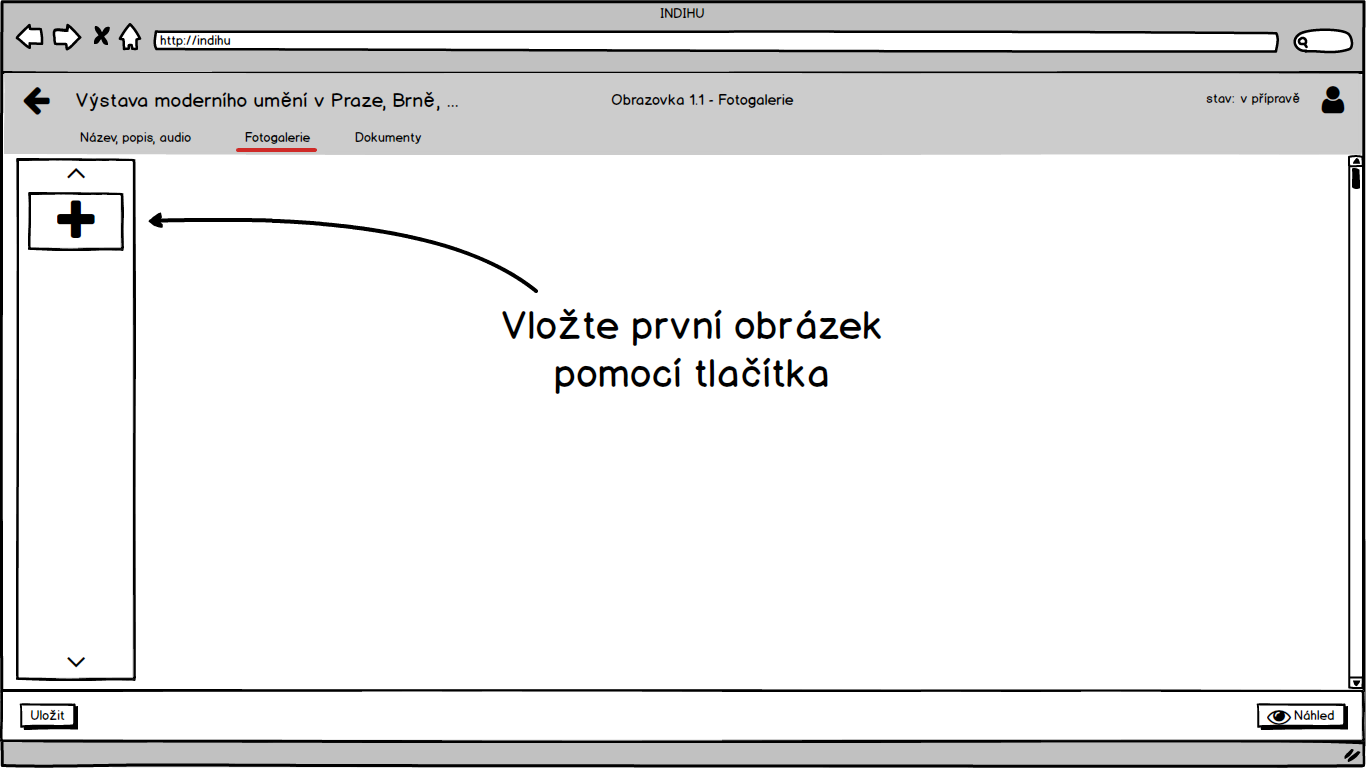 INDIHU
http://indihu
Výstava moderního umění v Praze, Brně, ...
Obrazovka 1.1 - Fotogalerie
stav: v přípravě
Název, popis, audio
Fotogalerie
Dokumenty
Vložte první obrázek
pomocí tlačítka
Uložit
Náhled